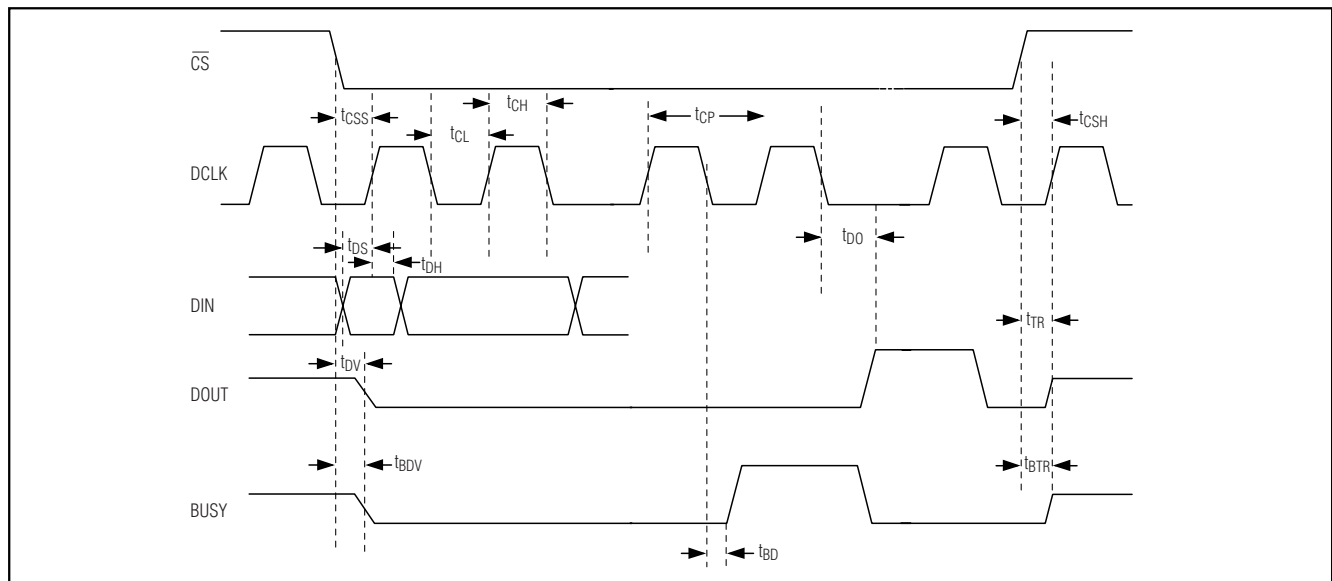 CS
tCSS
tCH
tCL
tCP
tCSH
DCLK
tDO
tDS
tDH
DIN
tTR
tDV
DOUT
tBDV
tBTR
BUSY
tBD